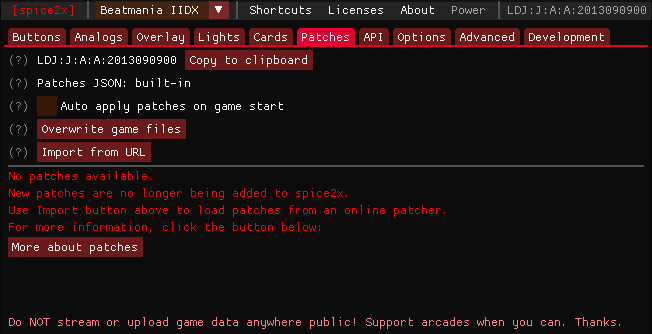 [spice2x] Beatmania IIDX ▼ Shortcuts Licenses About Power LDJ:J:A:A:2013090900
Buttons Analogs Overlay Lights Cards Patches API Options Advanced Development
(?) LDJ:J:A:A:2013090900 Copy to clipboard
(?) Patches JSON: built-in
(?) Auto apply patches on game start
(?) Overwrite game files
(?) Import from URL
No patches available.
New patches are no longer being added to spice2x.
Use Import button above to load patches from an online patcher.
For more information, click the button below:
More about patches
Do NOT stream or upload game data anywhere public! Support arcades when you can. Thanks.